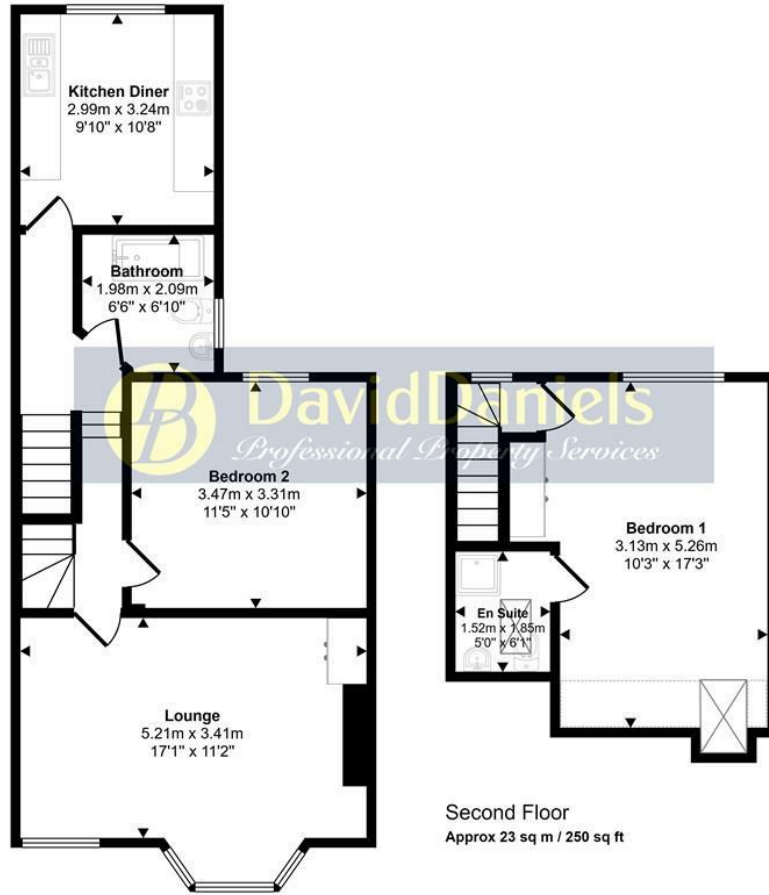 Kitchen Diner
2.99m x 3.24m
9'10" x 10'8"
Bathroom
1.98m x 2.09m
6'6" x 6'10"
DD
DavidDaniels
Professional Property Services
Bedroom 2
3.47m x 3.31m
11'5" x 10'10"
Lounge
5.21m x 3.41m
17'1" x 11'2"
Bedroom 1
3.13m x 5.26m
10'3" x 17'3"
En Suite
1.52m x 1.85m
5'0" x 6'1"
Second Floor
Approx 23 sq m / 250 sq ft